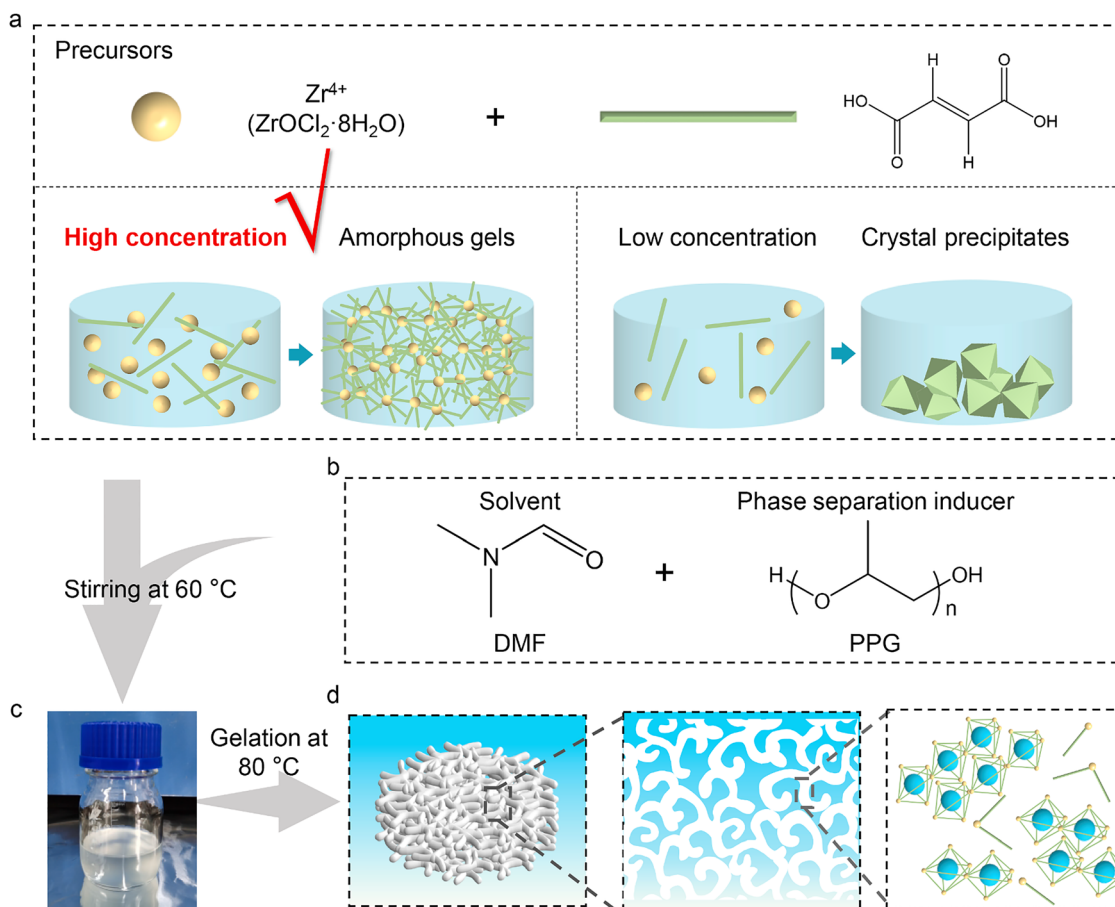 a
Precursors
Zr⁴⁺
(ZrOCl₂·8H₂O)
+
H
O
HO
OH
O
H
High concentration
Amorphous gels
Low concentration
Crystal precipitates
b
Solvent
Phase separation inducer
N
O
+
H
O
n
OH
DMF
PPG
Stirring at 60 °C
c
Gelation at
80 °C
d